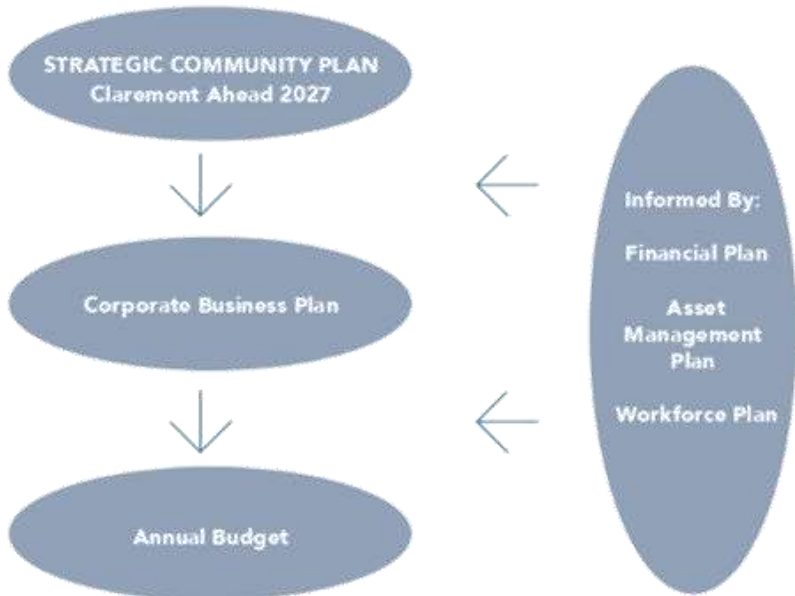 STRATEGIC COMMUNITY PLAN
Claremont Ahead 2027
Corporate Business Plan
Annual Budget
Informed By:
Financial Plan
Asset
Management
Plan
Workforce Plan